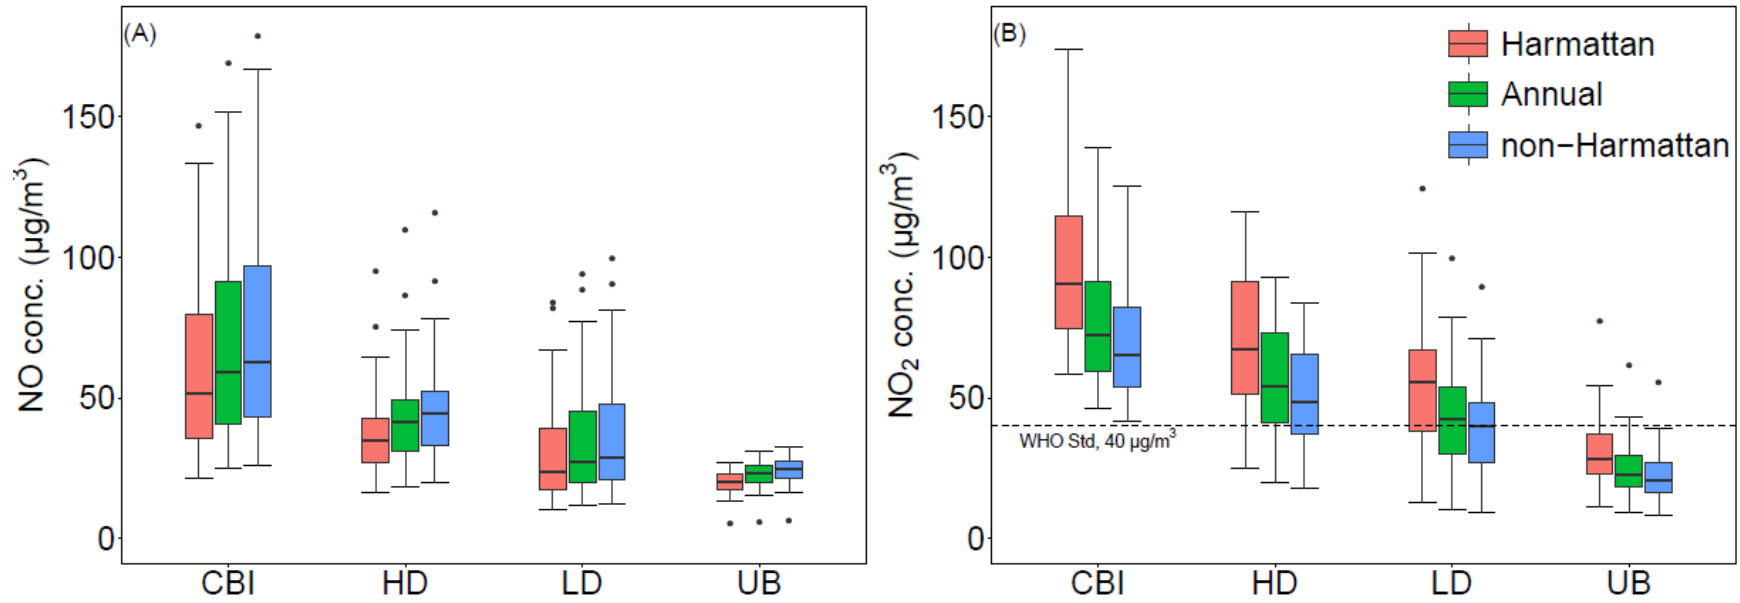 (A)
NO conc. (µg/m³)
150
100
50
0
CBI HD LD UB
(B)
NO₂ conc. (µg/m³)
150
100
50
0
Harmattan
Annual
non−Harmattan
WHO Std, 40 µg/m³
CBI HD LD UB